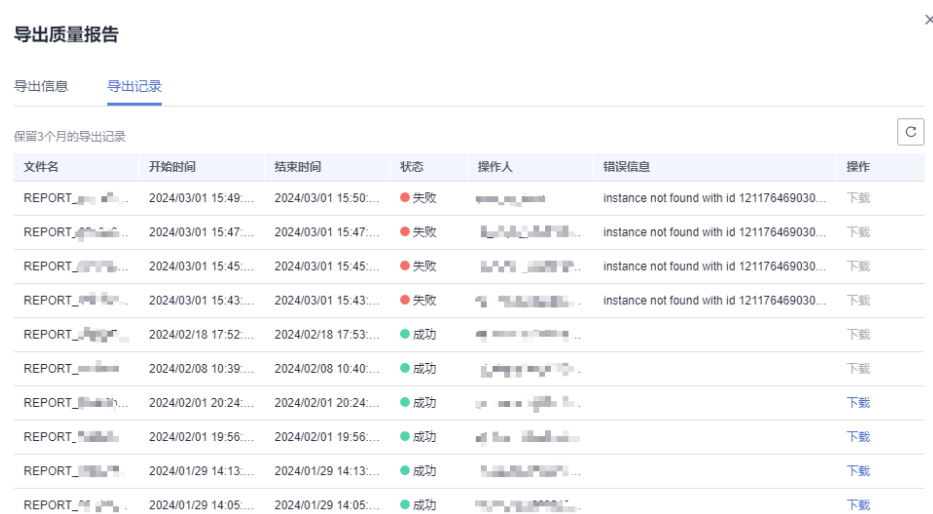 导出质量报告
导出信息 导出记录
保留3个月的导出记录
文件名 开始时间 结束时间 状态 操作人 错误信息 操作
REPORT_ 2024/03/01 15:49:... 2024/03/01 15:50:... 失败 instance not found with id 121176469030... 下载
REPORT_ 2024/03/01 15:47:... 2024/03/01 15:47:... 失败 instance not found with id 121176469030... 下载
REPORT_ 2024/03/01 15:45:... 2024/03/01 15:45:... 失败 instance not found with id 121176469030... 下载
REPORT_ 2024/03/01 15:43:... 2024/03/01 15:43:... 失败 instance not found with id 121176469030... 下载
REPORT_ 2024/02/18 17:52:... 2024/02/18 17:53:... 成功 下载
REPORT_ 2024/02/08 10:39:... 2024/02/08 10:40:... 成功 下载
REPORT_ 2024/02/01 20:24:... 2024/02/01 20:24:... 成功 下载
REPORT_ 2024/02/01 19:56:... 2024/02/01 19:56:... 成功 下载
REPORT_ 2024/01/29 14:13:... 2024/01/29 14:13:... 成功 下载
REPORT_ 2024/01/29 14:05:... 2024/01/29 14:05:... 成功 下载